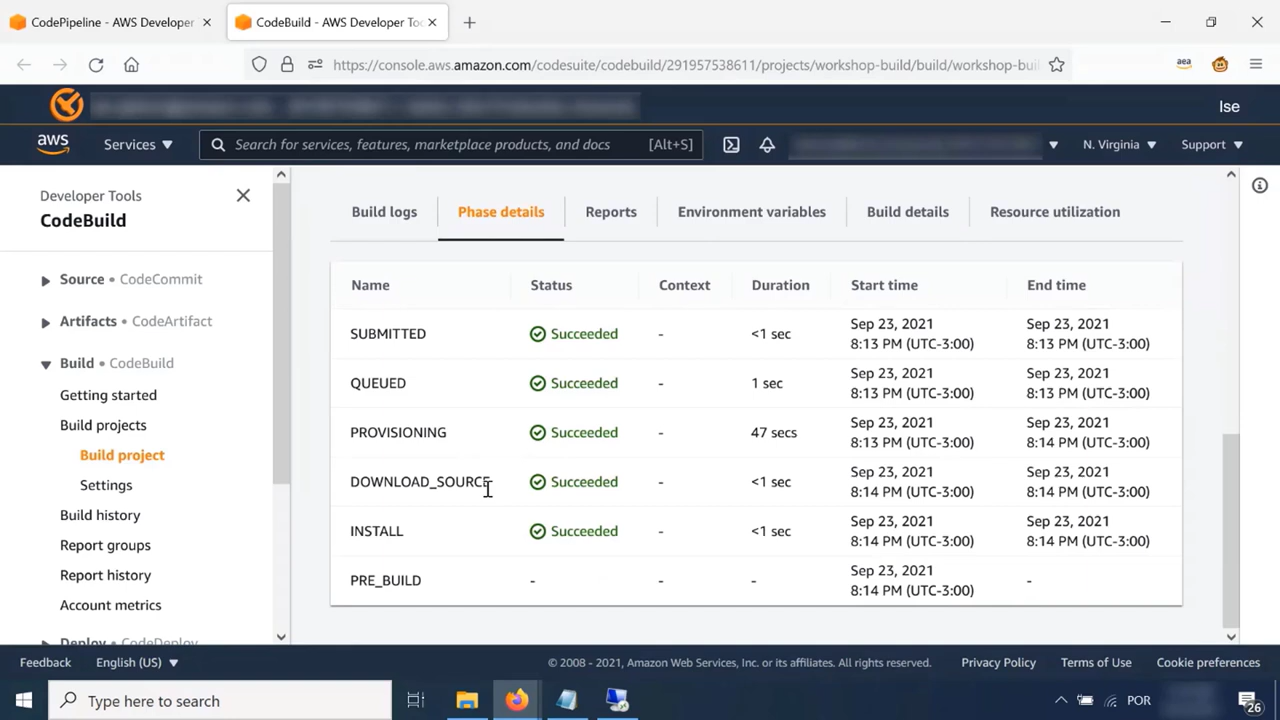 CodePipeline - AWS Developer
CodeBuild - AWS Developer Too
https://console.aws.amazon.com/codesuite/codebuild/291957538611/projects/workshop-build/build/workshop-bui
aea
Ise
aws
Services
Search for services, features, marketplace products, and docs [Alt+S]
N. Virginia
Support
Developer Tools
CodeBuild
Source • CodeCommit
Artifacts • CodeArtifact
Build • CodeBuild
Getting started
Build projects
Build project
Settings
Build history
Report groups
Report history
Account metrics
Deploy • CodeDeploy
Build logs
Phase details
Reports
Environment variables
Build details
Resource utilization
Name Status Context Duration Start time End time
SUBMITTED Succeeded - <1 sec Sep 23, 2021 8:13 PM (UTC-3:00) Sep 23, 2021 8:13 PM (UTC-3:00)
QUEUED Succeeded - 1 sec Sep 23, 2021 8:13 PM (UTC-3:00) Sep 23, 2021 8:13 PM (UTC-3:00)
PROVISIONING Succeeded - 47 secs Sep 23, 2021 8:13 PM (UTC-3:00) Sep 23, 2021 8:14 PM (UTC-3:00)
DOWNLOAD_SOURCE Succeeded - <1 sec Sep 23, 2021 8:14 PM (UTC-3:00) Sep 23, 2021 8:14 PM (UTC-3:00)
INSTALL Succeeded - <1 sec Sep 23, 2021 8:14 PM (UTC-3:00) Sep 23, 2021 8:14 PM (UTC-3:00)
PRE_BUILD - - - Sep 23, 2021 8:14 PM (UTC-3:00) -
Feedback
English (US)
© 2008 - 2021, Amazon Web Services, Inc. or its affiliates. All rights reserved.
Privacy Policy
Terms of Use
Cookie preferences
Type here to search
POR
26